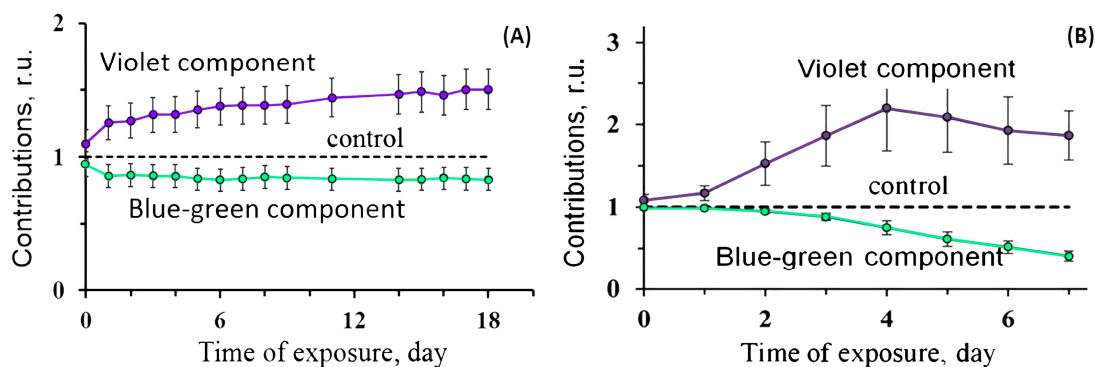 (A)
2
1
0
Contributions, r.u.
Violet component
control
Blue-green component
0 6 12 18
Time of exposure, day
(B)
3
2
1
0
Contributions, r.u.
Violet component
control
Blue-green component
0 2 4 6
Time of exposure, day